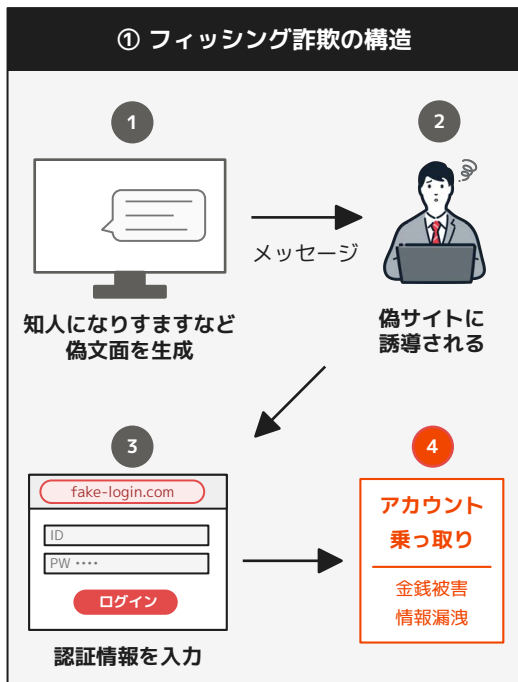 ① フィッシング詐欺の構造
1
知人になりすますなど
偽文面を生成
メッセージ
2
偽サイトに
誘導される
3
fake-login.com
ID
PW ････
ログイン
認証情報を入力
4
アカウント
乗っ取り
金銭被害
情報漏洩